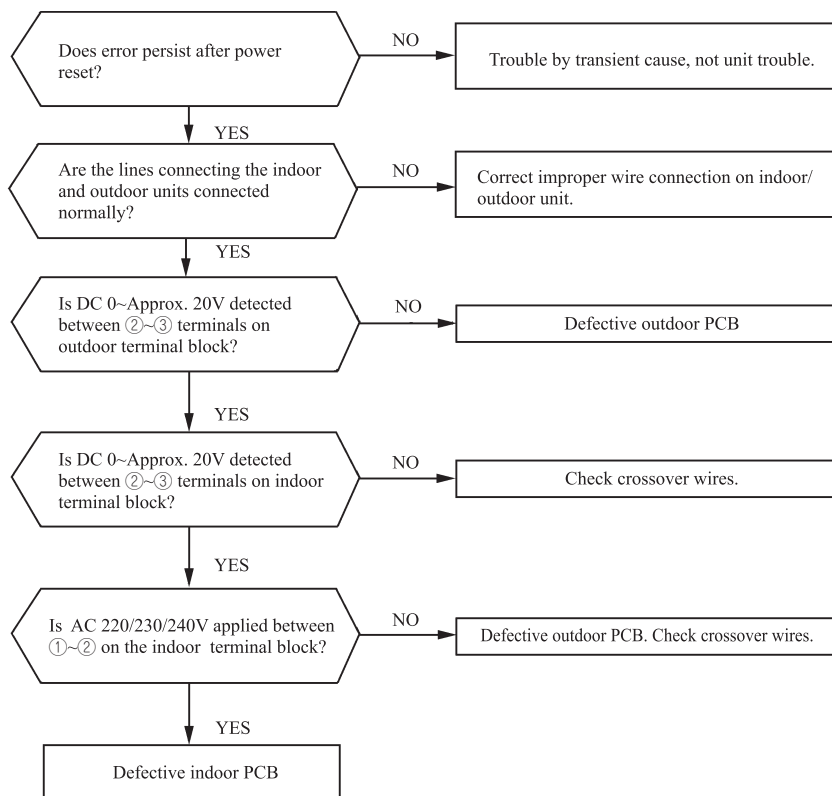 Does error persist after power
reset?
NO
Trouble by transient cause, not unit trouble.
YES
Are the lines connecting the indoor
and outdoor units connected
normally?
NO
Correct improper wire connection on indoor/
outdoor unit.
YES
Is DC 0~Approx. 20V detected
between ②~③ terminals on
outdoor terminal block?
NO
Defective outdoor PCB
YES
Is DC 0~Approx. 20V detected
between ②~③ terminals on indoor
terminal block?
NO
Check crossover wires.
YES
Is AC 220/230/240V applied between
①~② on the indoor terminal block?
NO
Defective outdoor PCB. Check crossover wires.
YES
Defective indoor PCB